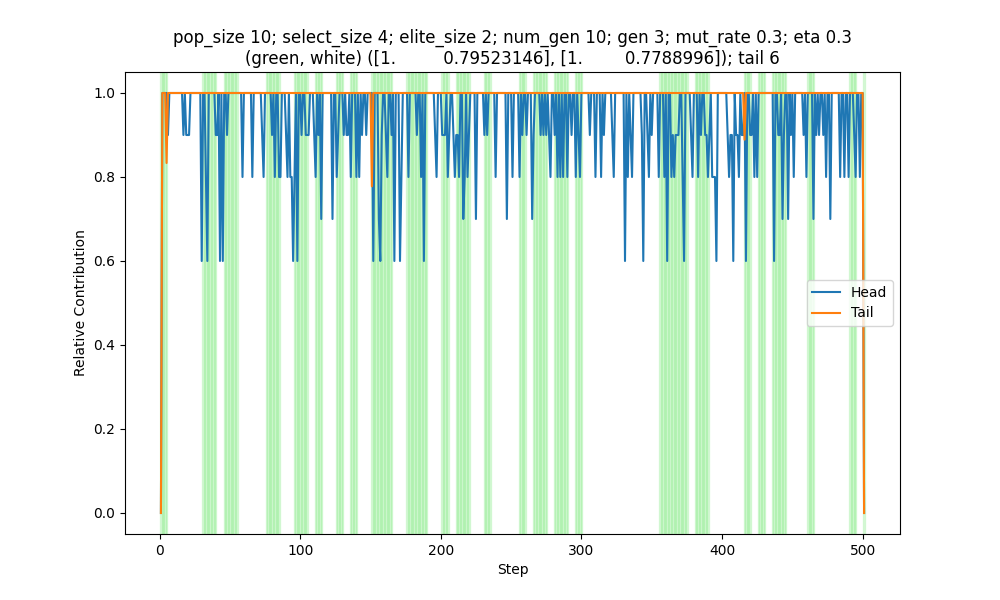 pop_size 10; select_size 4; elite_size 2; num_gen 10; gen 3; mut_rate 0.3; eta 0.3
(green, white) ([1. 0.79523146], [1. 0.7788996]); tail 6
1.0
0.8
0.6
0.4
0.2
0.0
Relative Contribution
Head
Tail
0 100 200 300 400 500
Step